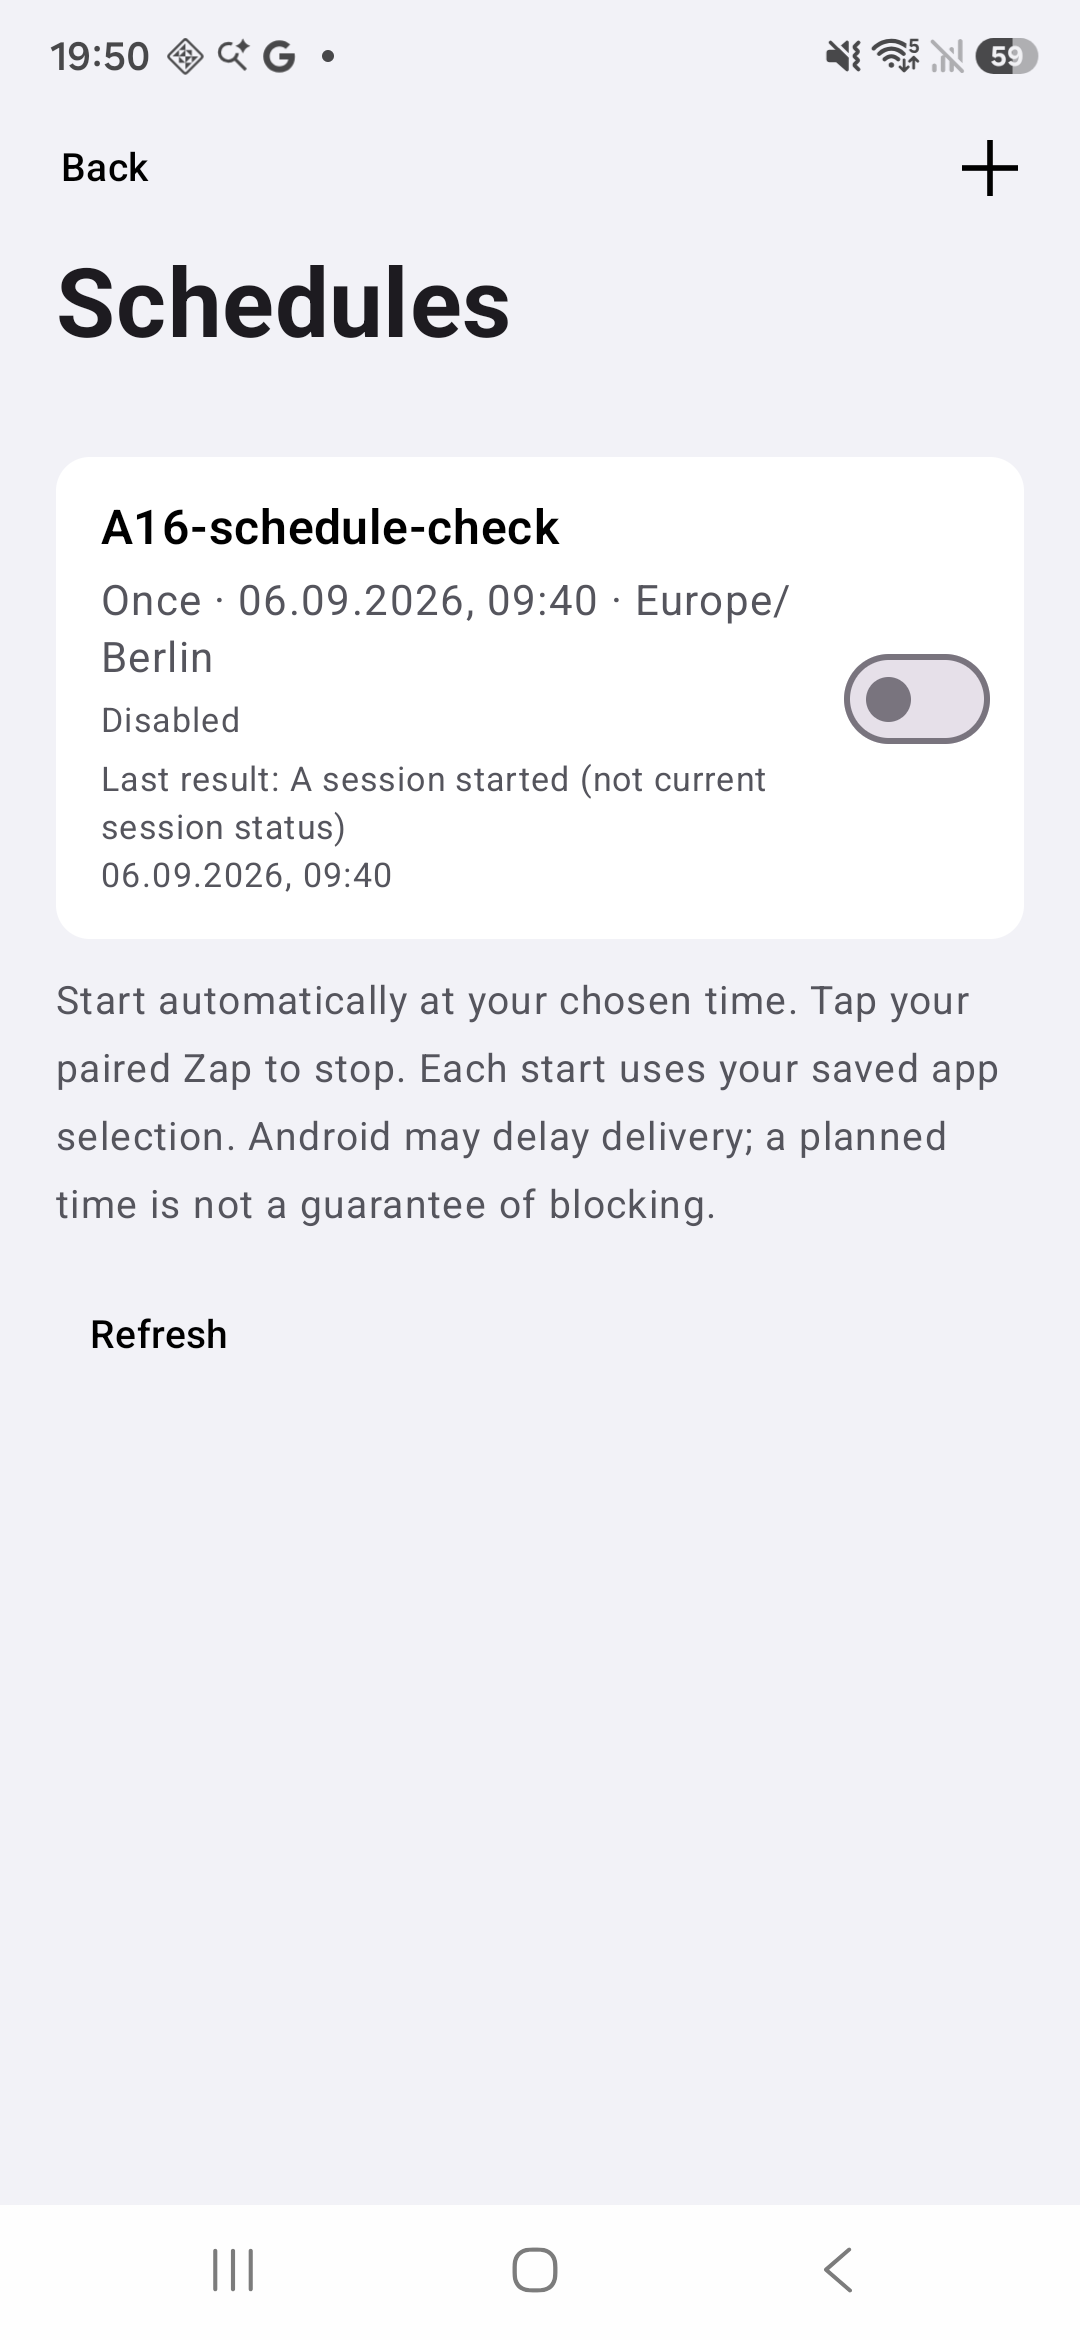 19:50
5
59
Back
Schedules
A16-schedule-check
Once · 06.09.2026, 09:40 · Europe/
Berlin
Disabled
Last result: A session started (not current
session status)
06.09.2026, 09:40
Start automatically at your chosen time. Tap your
paired Zap to stop. Each start uses your saved app
selection. Android may delay delivery; a planned
time is not a guarantee of blocking.
Refresh